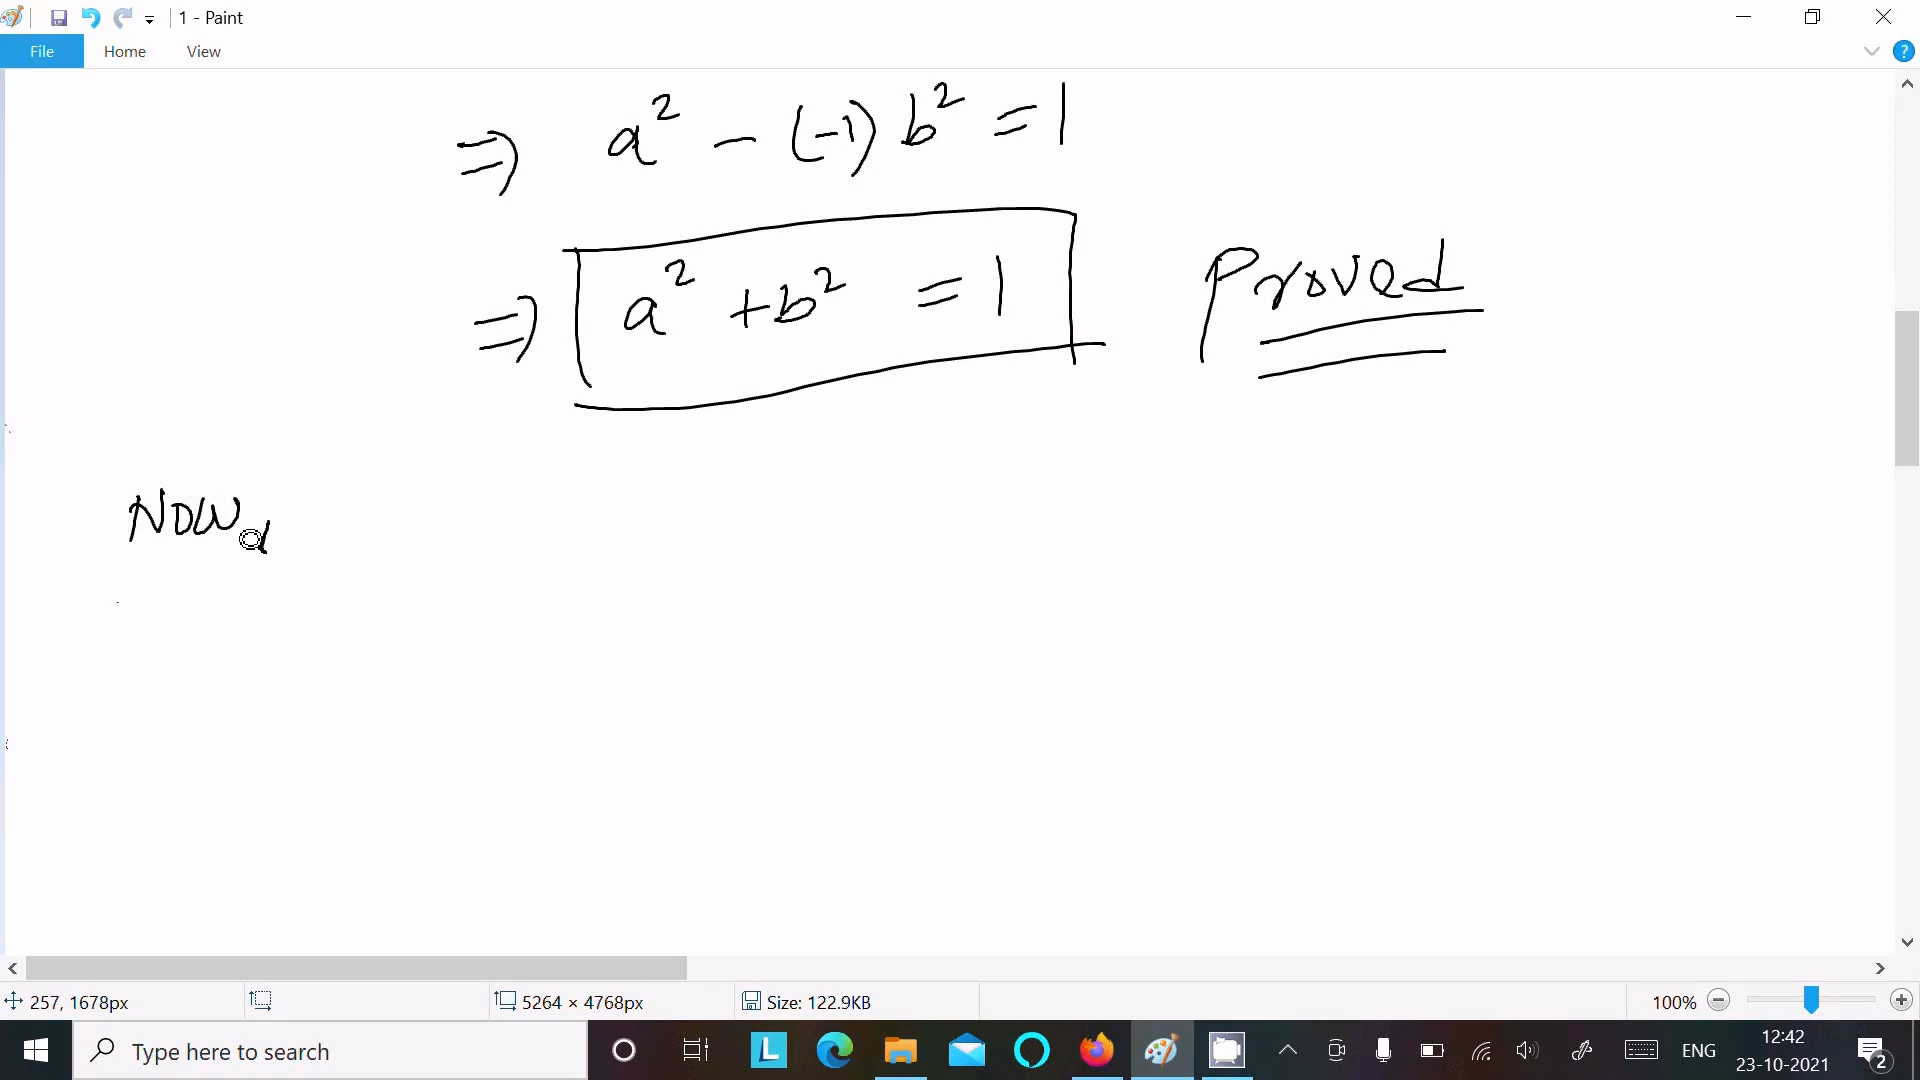 1 - Paint
File Home View
⇒ a² - (-1) b² = 1
⇒ a² + b² = 1 Proved
Now,
257, 1678px 5264 × 4768px Size: 122.9KB 100%
Type here to search L ENG 12:42 23-10-2021 2